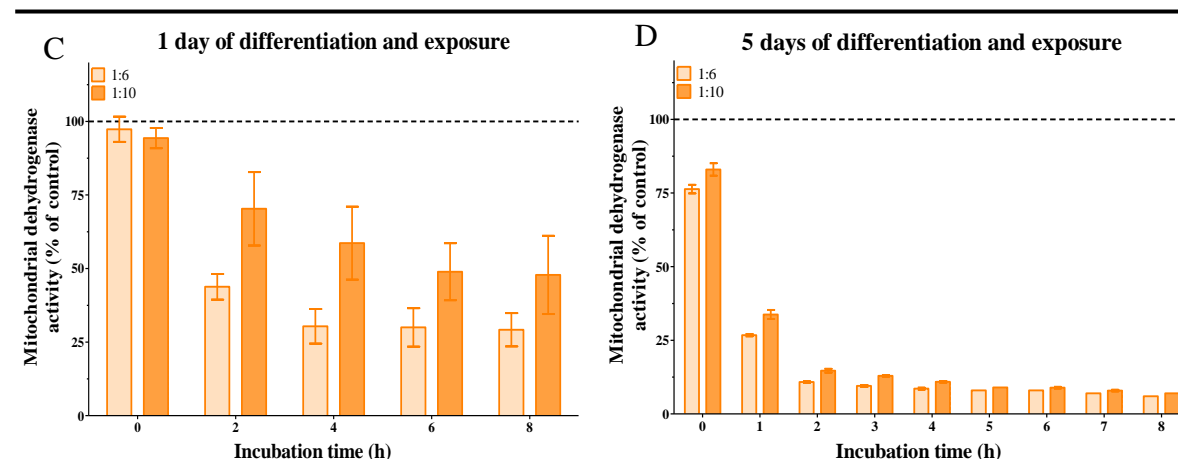 C
1 day of differentiation and exposure
1:6
1:10
Mitochondrial dehydrogenase
activity (% of control)
100
75
50
25
0
0 2 4 6 8
Incubation time (h)
D
5 days of differentiation and exposure
1:6
1:10
Mitochondrial dehydrogenase
activity (% of control)
100
75
50
25
0
0 1 2 3 4 5 6 7 8
Incubation time (h)